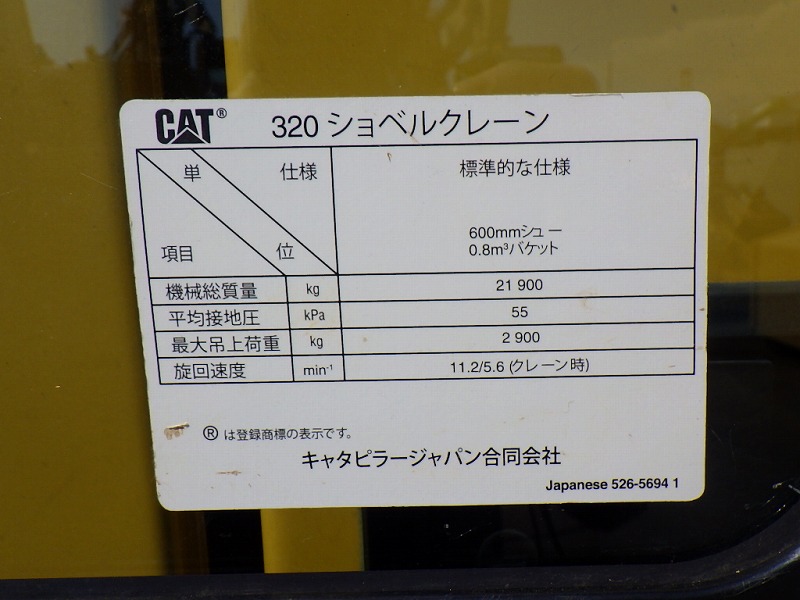 CAT® 320 ショベルクレーン
単 仕様 標準的な仕様
項目 位 600mmシュー
0.8m³バケット
機械総質量 kg 21 900
平均接地圧 kPa 55
最大吊上荷重 kg 2 900
旋回速度 min⁻¹ 11.2/5.6 (クレーン時)
® は登録商標の表示です。
キャタピラージャパン合同会社
Japanese 526-5694 1